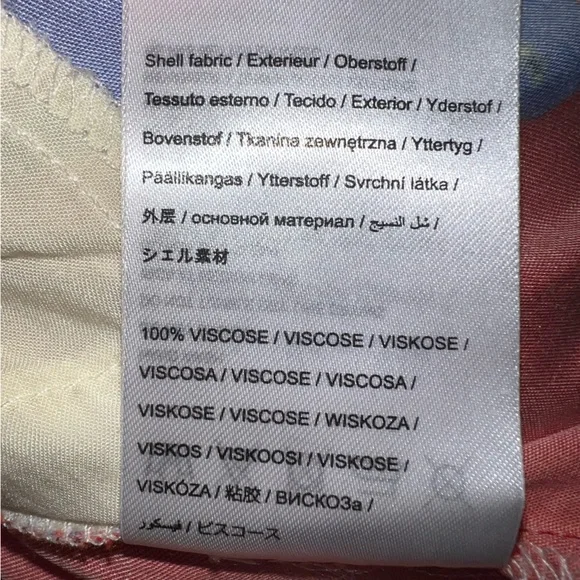 Shell fabric / Exterieur / Oberstoff /
Tessuto esterno / Tecido / Exterior / Yderstof /
Bovenstof / Tkanina zewnętrzna / Yttertyg /
Päällikangas / Ytterstoff / Svrchní látka /
外层 / основной материал / شل النسيج /
シェル素材
100% VISCOSE / VISCOSE / VISKOSE /
VISCOSA / VISCOSE / VISCOSA /
VISKOSE / VISCOSE / WISKOZA /
VISKOS / VISKOOSI / VISKOSE /
VISKÓZA / 粘胶 / ВИСКОЗа /
فيسكوز / ビスコース